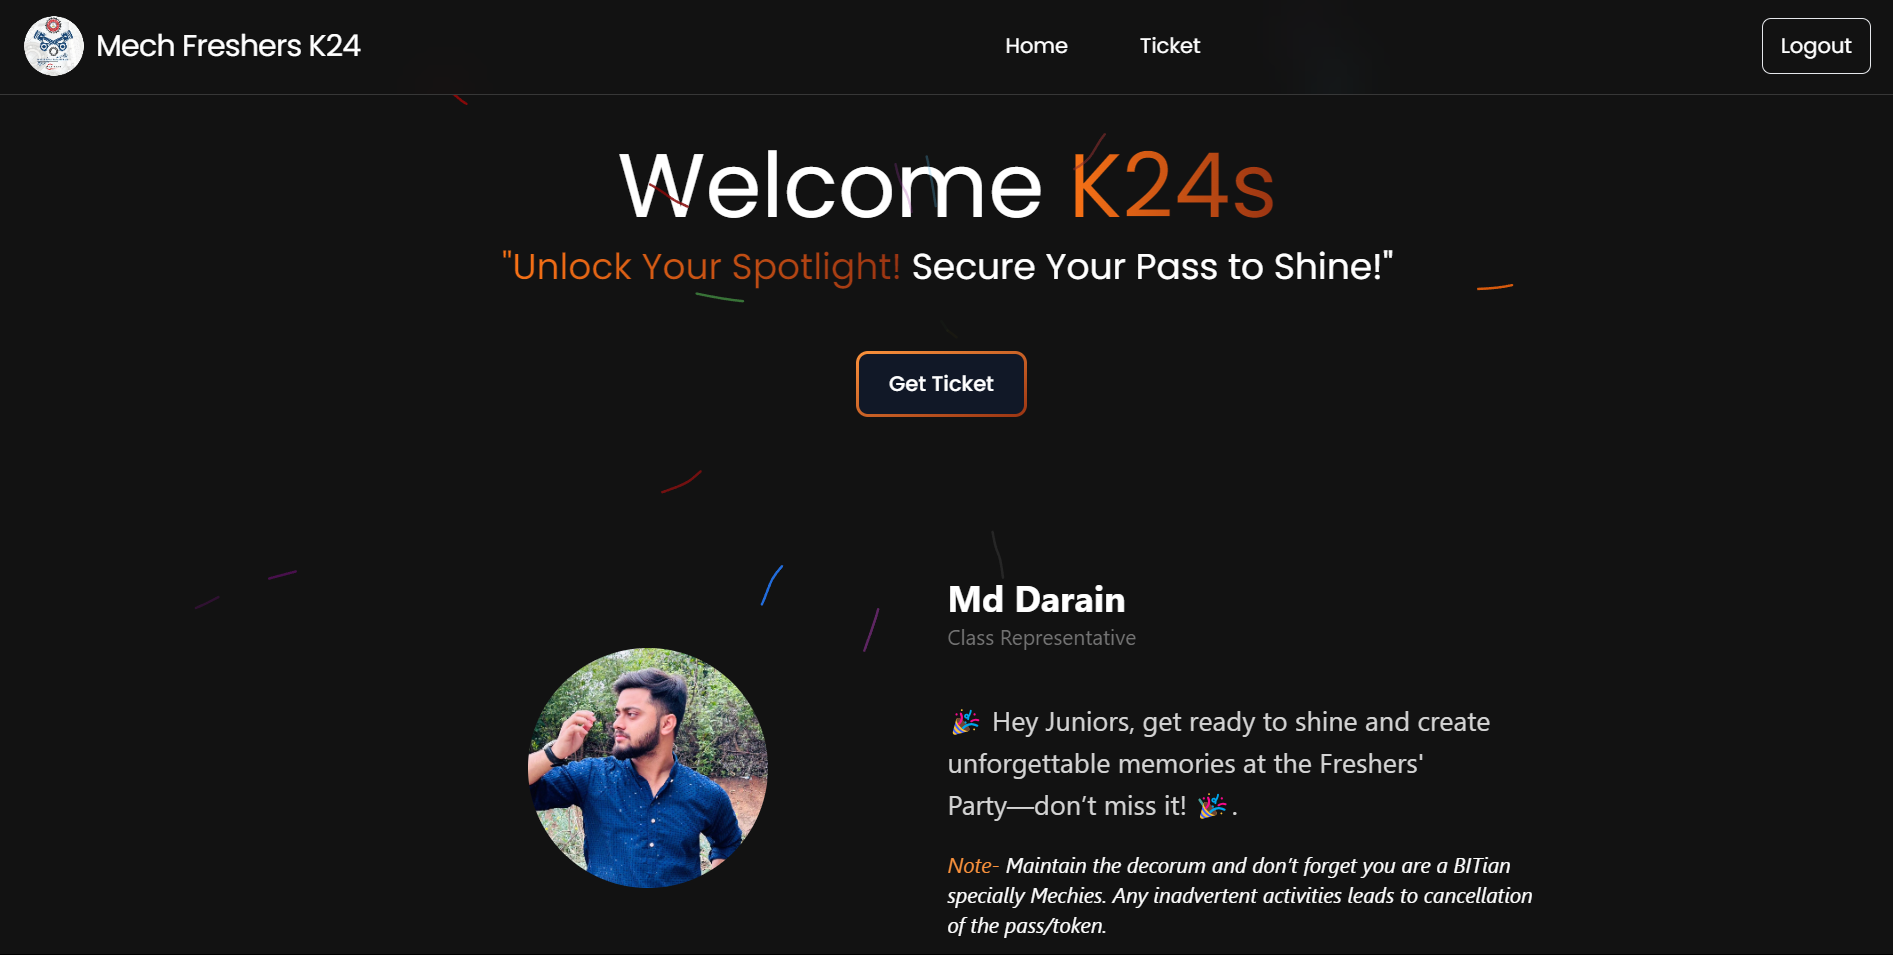 Mech Freshers K24
Home
Ticket
Logout
Welcome K24s
"Unlock Your Spotlight! Secure Your Pass to Shine!"
Get Ticket
Md Darain
Class Representative
🎉 Hey Juniors, get ready to shine and create
unforgettable memories at the Freshers'
Party—don’t miss it! 🎉.
Note- Maintain the decorum and don’t forget you are a BITian
specially Mechies. Any inadvertent activities leads to cancellation
of the pass/token.